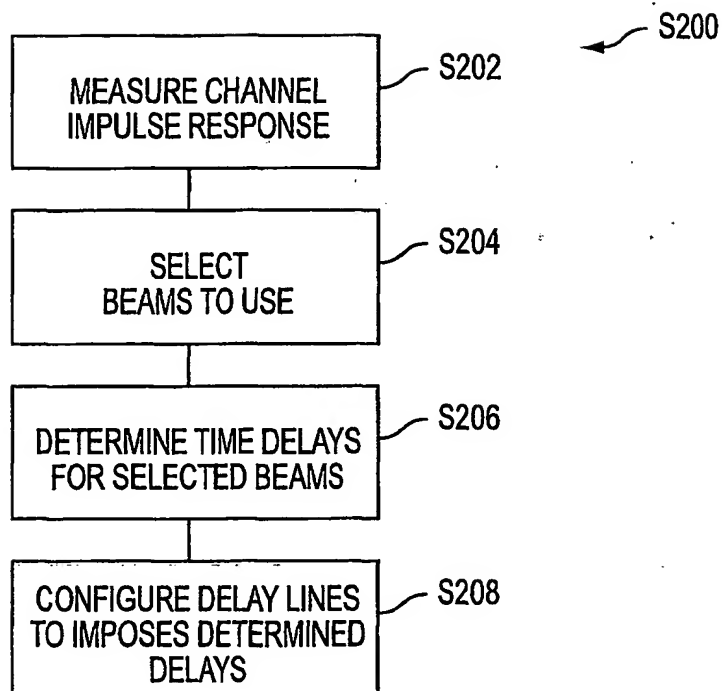 S200
MEASURE CHANNEL
IMPULSE RESPONSE
S202
SELECT
BEAMS TO USE
S204
DETERMINE TIME DELAYS
FOR SELECTED BEAMS
S206
CONFIGURE DELAY LINES
TO IMPOSES DETERMINED
DELAYS
S208